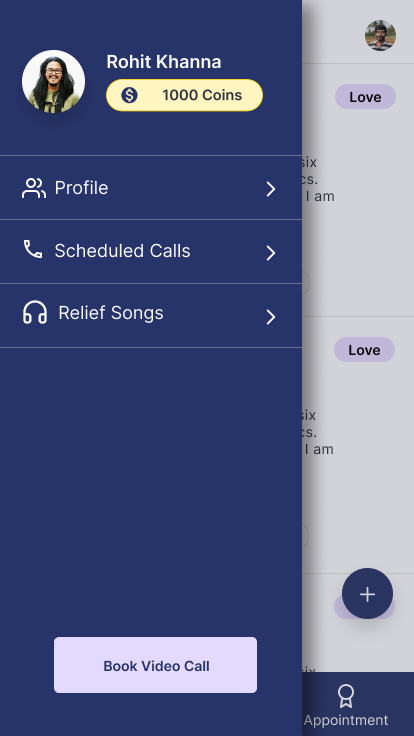 Rohit Khanna
1000 Coins
Love
six
cs.
I am
Profile
Scheduled Calls
Relief Songs
Love
six
cs.
I am
Book Video Call
six
Appointment